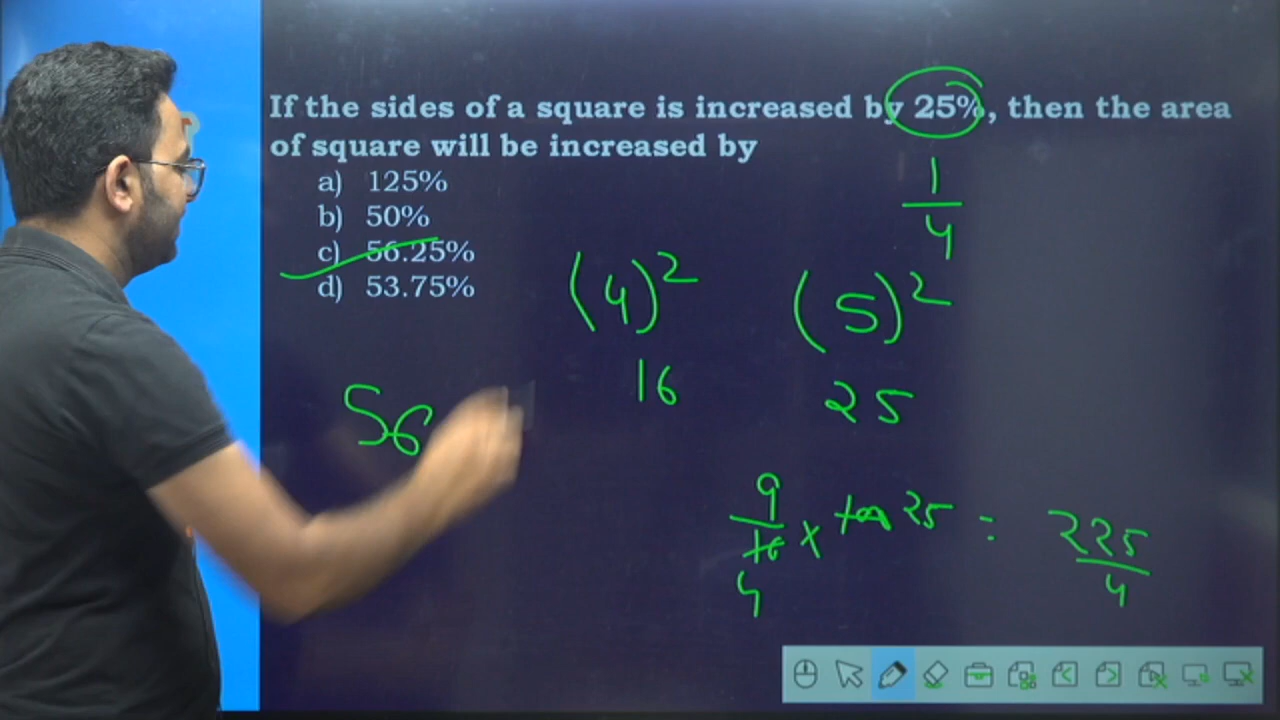 If the sides of a square is increased by 25%, then the area
of square will be increased by
a) 125%
b) 50%
c) 56.25%
d) 53.75%
1
4
(4)² (5)²
16 25
56
9
16 × 100 25 = 225
4 4